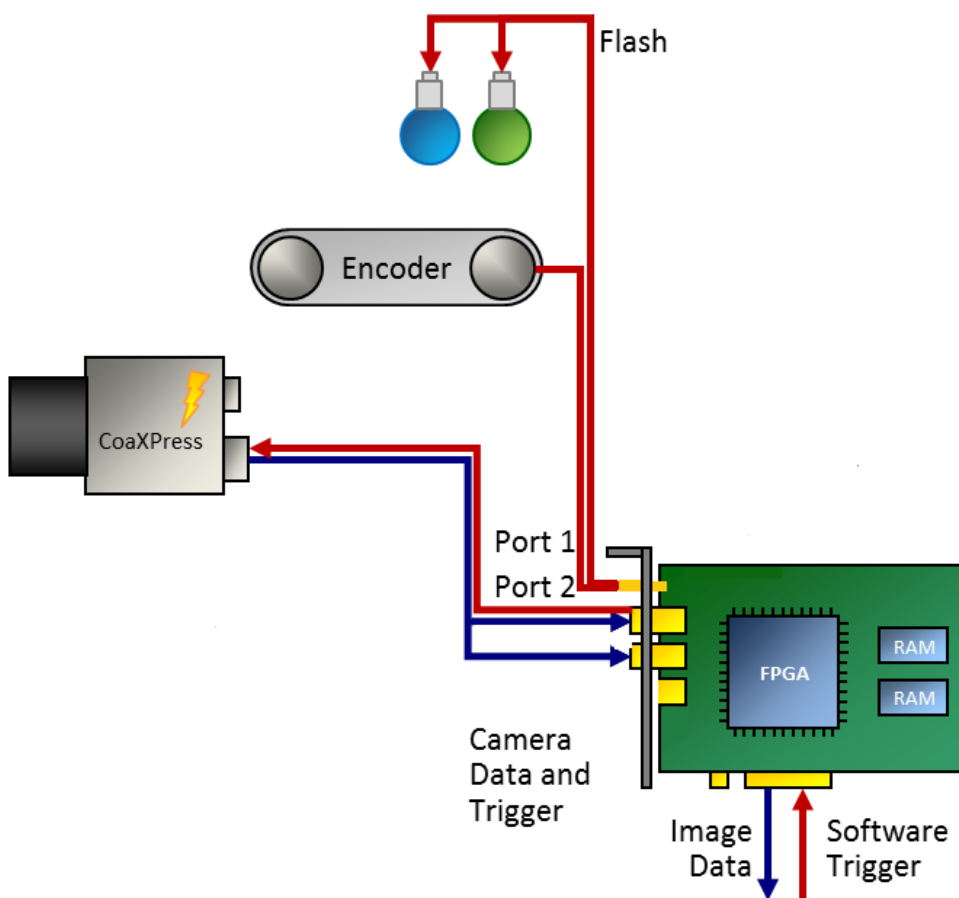 Flash
Encoder
CoaXPress
Port 1
Port 2
FPGA
RAM
RAM
Camera
Data and
Trigger
Image
Data
Software
Trigger